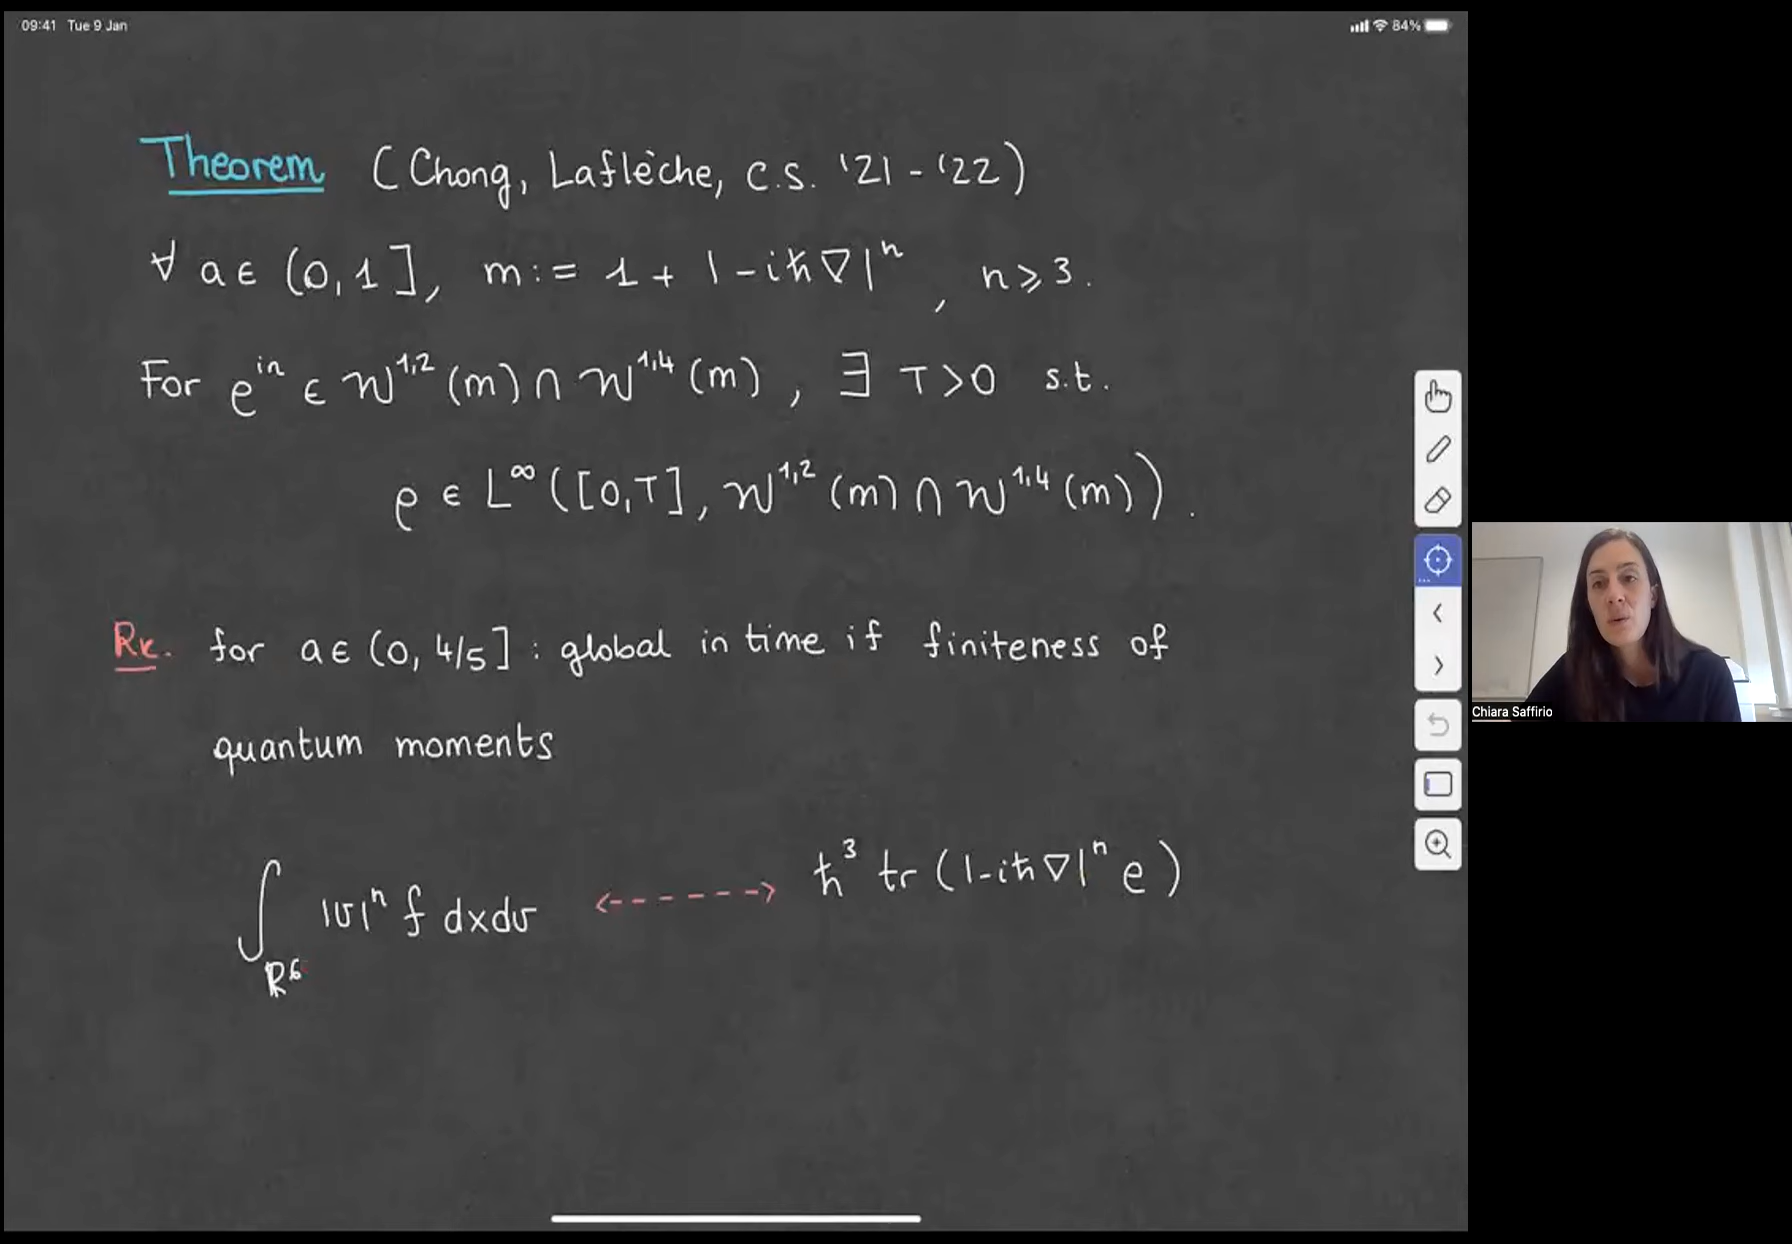 09:41 Tue 9 Jan
84%
Theorem (Chong, Laflèche, C.S. '21 - '22)
∀ a ∈ (0,1], m := 1 + |-iħ∇|ⁿ, n ⩾ 3.
For ρ^{in} ∈ 𝒲^{1,2}(m) ∩ 𝒲^{1,4}(m), ∃ T>0 s.t.
ρ ∈ L^∞([0,T], 𝒲^{1,2}(m) ∩ 𝒲^{1,4}(m)).
Rk. for a ∈ (0, 4/5] : global in time if finiteness of
quantum moments
∫_{ℝ⁶} |v|ⁿ f dxdv <------> ħ³ tr(|-iħ∇|ⁿ ρ)
Chiara Saffirio